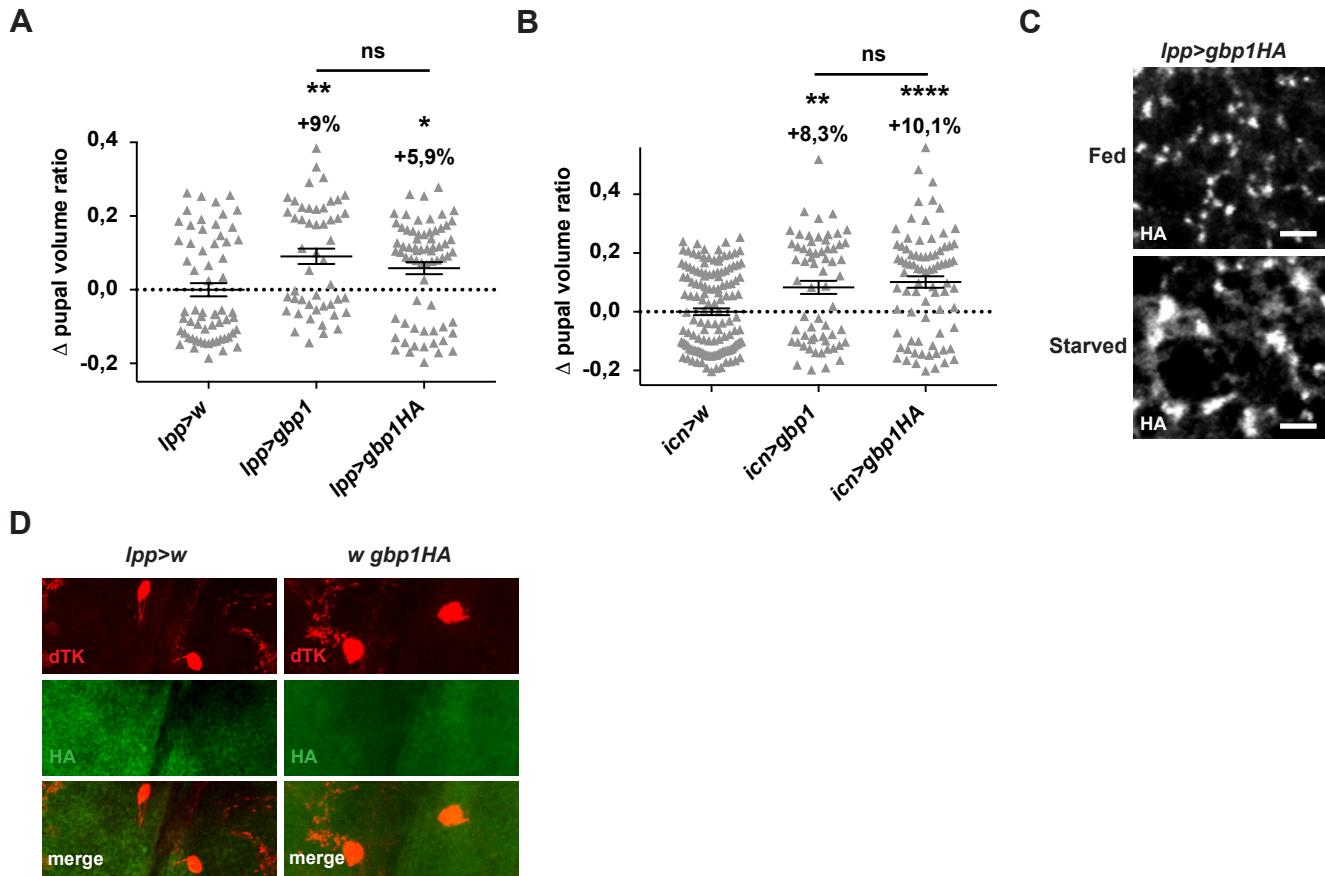 A
ns
**
+9%
*
+5,9%
0,4
0,2
0,0
-0,2
Δ pupal volume ratio
lpp>w
lpp>gbp1
lpp>gbp1HA
B
ns
**
+8,3%
****
+10,1%
0,4
0,2
0,0
-0,2
Δ pupal volume ratio
icn>w
icn>gbp1
icn>gbp1HA
C
lpp>gbp1HA
Fed
HA
Starved
HA
D
lpp>w
w gbp1HA
dTK
dTK
HA
HA
merge
merge